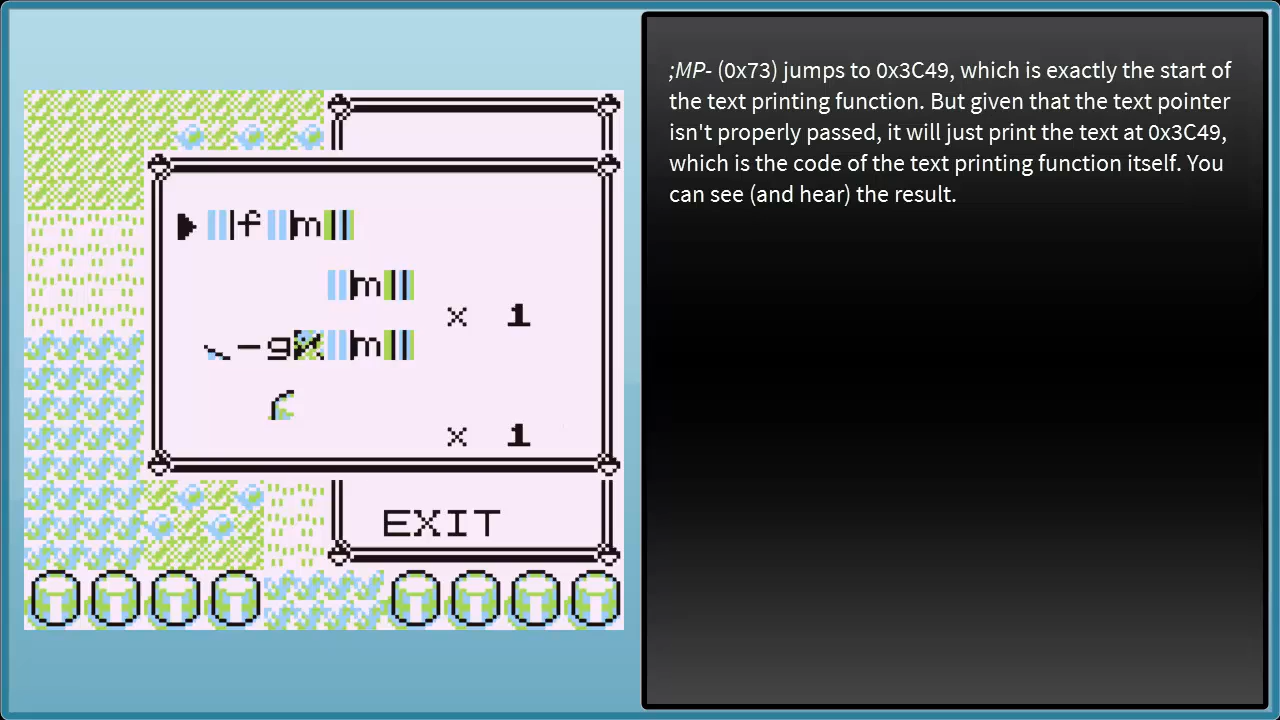 ;MP- (0x73) jumps to 0x3C49, which is exactly the start of
the text printing function. But given that the text pointer
isn't properly passed, it will just print the text at 0x3C49,
which is the code of the text printing function itself. You
can see (and hear) the result.
f m
m
× 1
-g m
× 1
EXIT